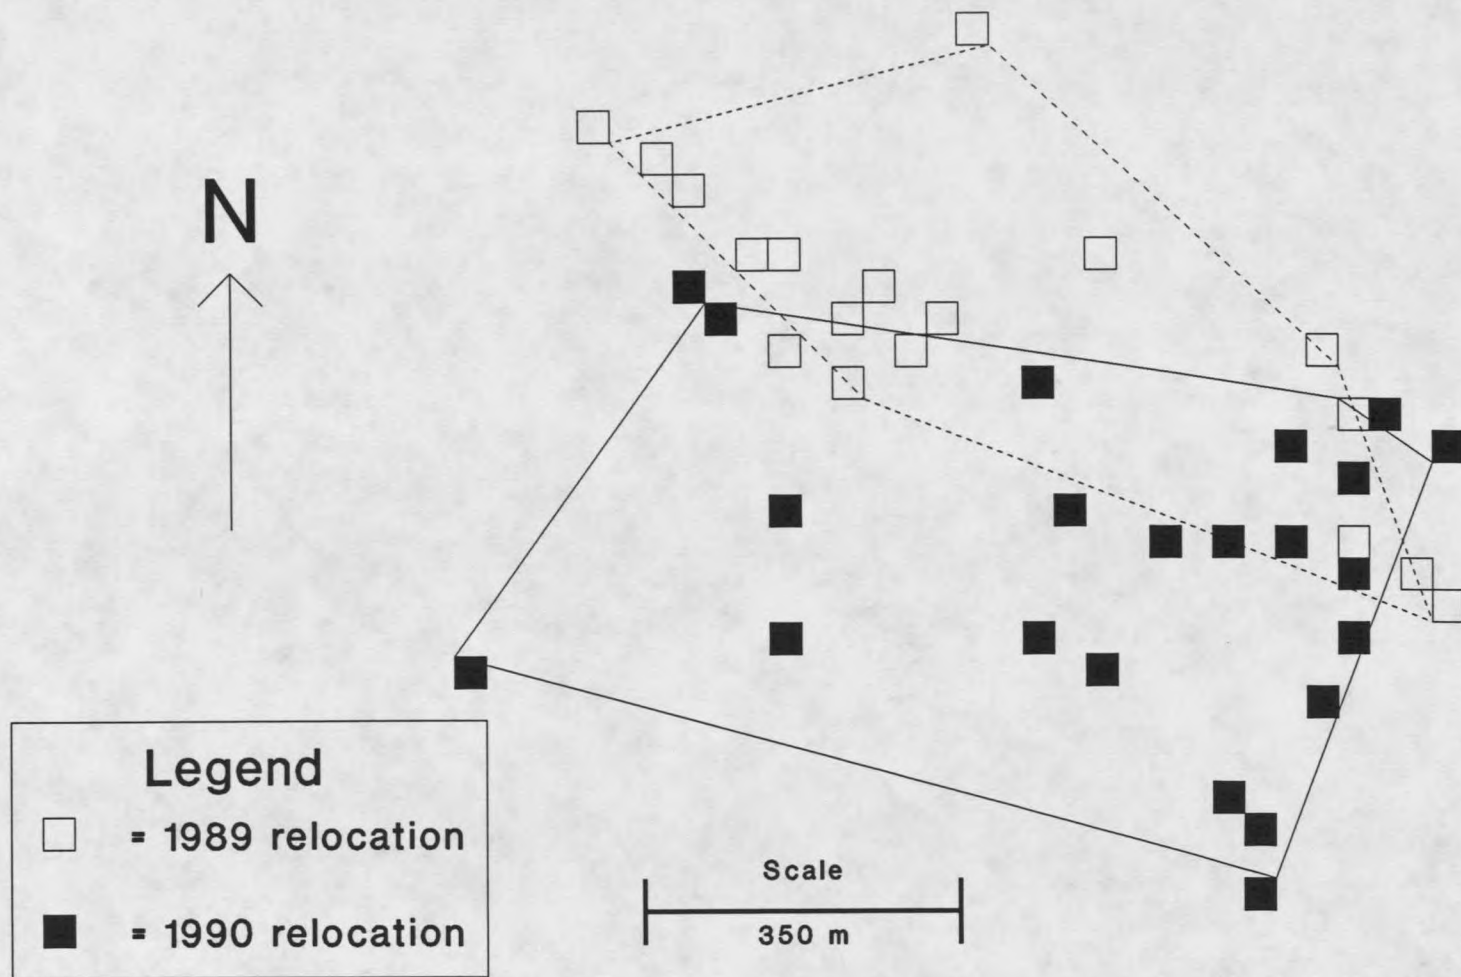 N
Legend
= 1989 relocation
= 1990 relocation
Scale
350 m